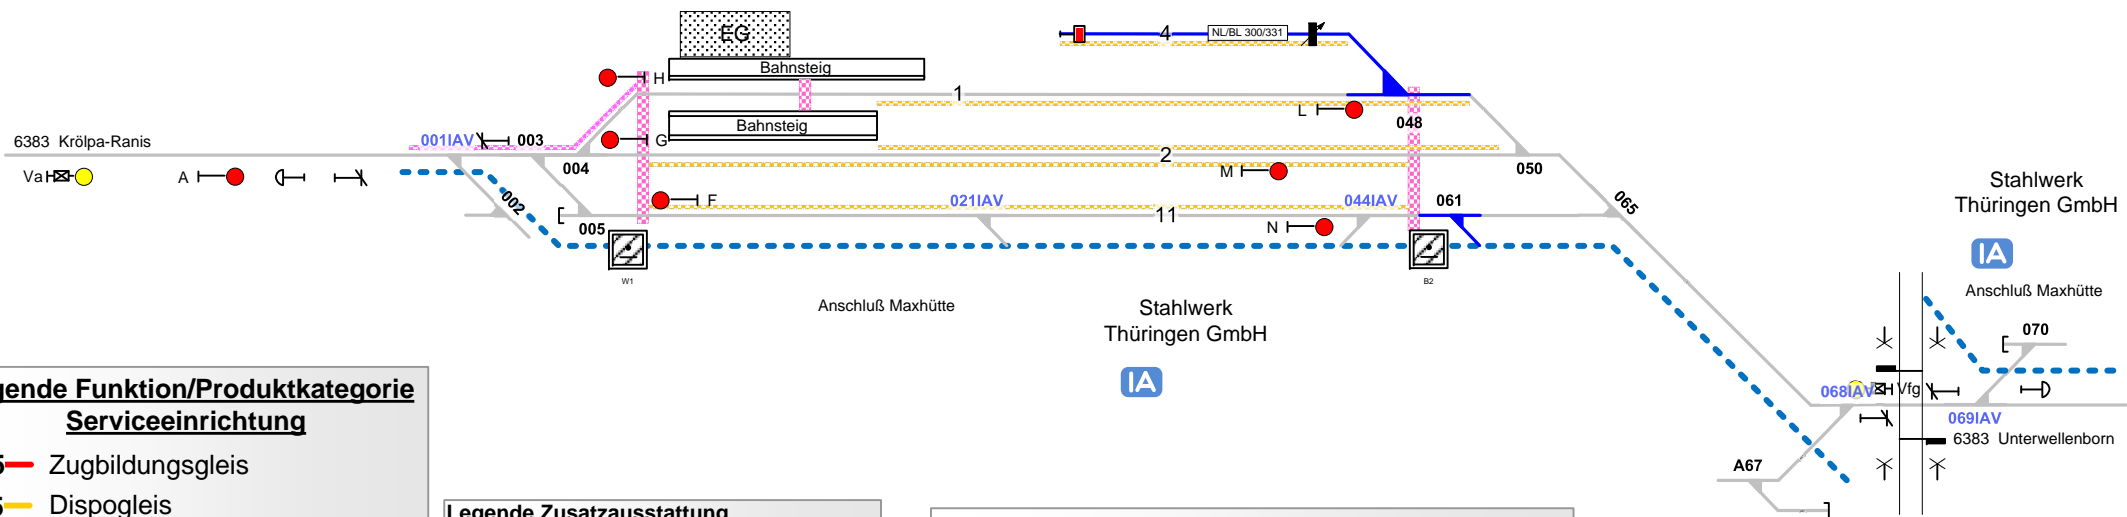 EG
4
NL/BL 300/331
Bahnsteig
H
1
L
048
Bahnsteig
G
6383 Krölpa-Ranis
001IAV
003
004
2
050
Va
A
M
002
F
021IAV
044IAV
061
065
005
11
N
W1
B2
Anschluß Maxhütte
Stahlwerk
Thüringen GmbH
IA
Stahlwerk
Thüringen GmbH
IA
Anschluß Maxhütte
070
068IAV
Vfg
069IAV
6383 Unterwellenborn
A67
gende Funktion/Produktkategorie
Serviceeinrichtung
Zugbildungsgleis
Dispogleis
Legende Zusatzausstattung